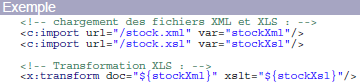 Exemple
<!-- chargement des fichiers XML et XLS : -->
<c:import url="/stock.xml" var="stockXml"/>
<c:import url="/stock.xsl" var="stockXsl"/>
<!-- Transformation XLS : -->
<x:transform doc="${stockXml}" xslt="${stockXsl}"/>